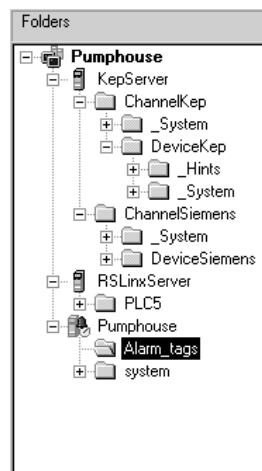 Folders
Pumphouse
KepServer
ChannelKep
_System
DeviceKep
_Hints
_System
ChannelSiemens
_System
DeviceSiemens
RSLinxServer
PLC5
Pumphouse
Alarm_tags
system